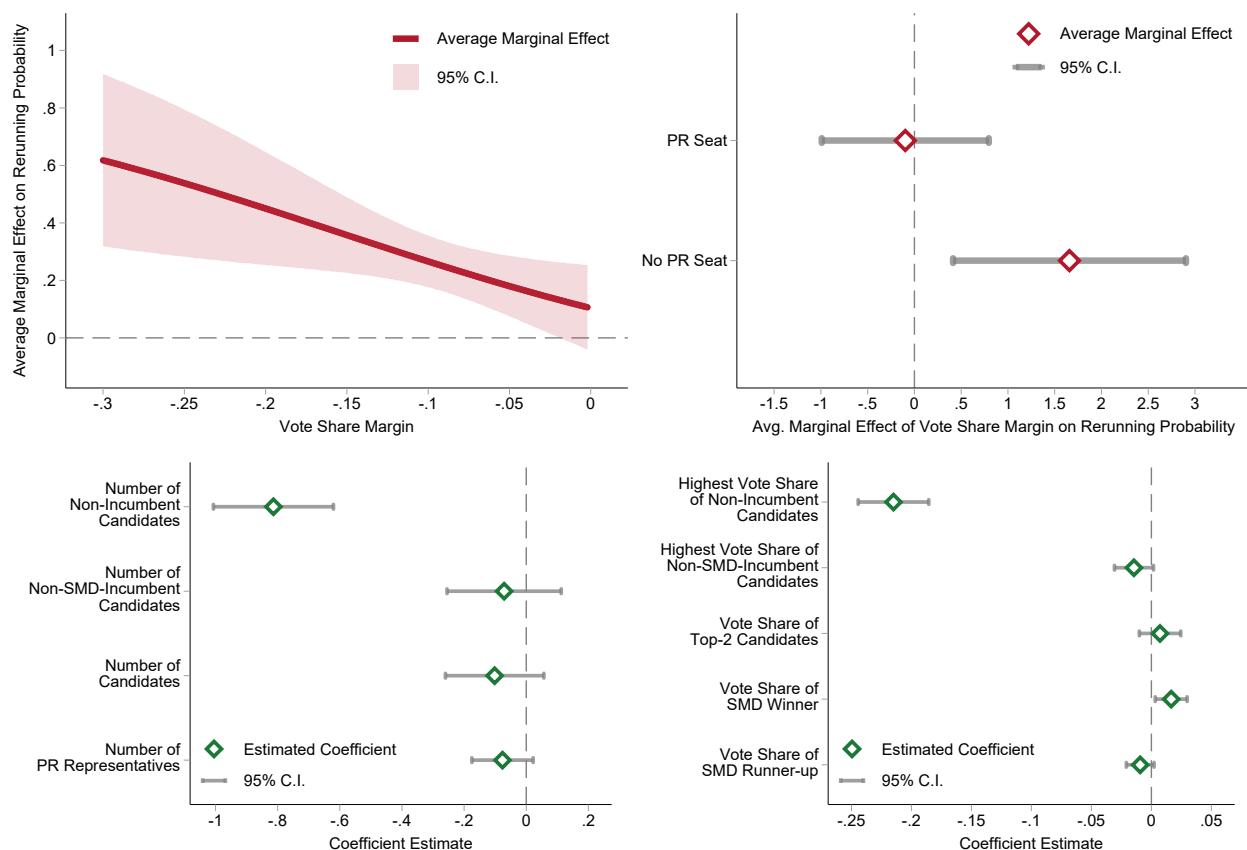 Average Marginal Effect on Rerunning Probability
1
.8
.6
.4
.2
0
Average Marginal Effect
95% C.I.
-.3
-.25
-.2
-.15
-.1
-.05
0
Vote Share Margin
Average Marginal Effect
95% C.I.
PR Seat
No PR Seat
-1.5
-1
-.5
0
.5
1
1.5
2
2.5
3
Avg. Marginal Effect of Vote Share Margin on Rerunning Probability
Number of
Non-Incumbent
Candidates
Number of
Non-SMD-Incumbent
Candidates
Number of
Candidates
Number of
PR Representatives
Estimated Coefficient
95% C.I.
-1
-.8
-.6
-.4
-.2
0
.2
Coefficient Estimate
Highest Vote Share
of Non-Incumbent
Candidates
Highest Vote Share of
Non-SMD-Incumbent
Candidates
Vote Share of
Top-2 Candidates
Vote Share of
SMD Winner
Vote Share of
SMD Runner-up
Estimated Coefficient
95% C.I.
-.25
-.2
-.15
-.1
-.05
0
.05
Coefficient Estimate